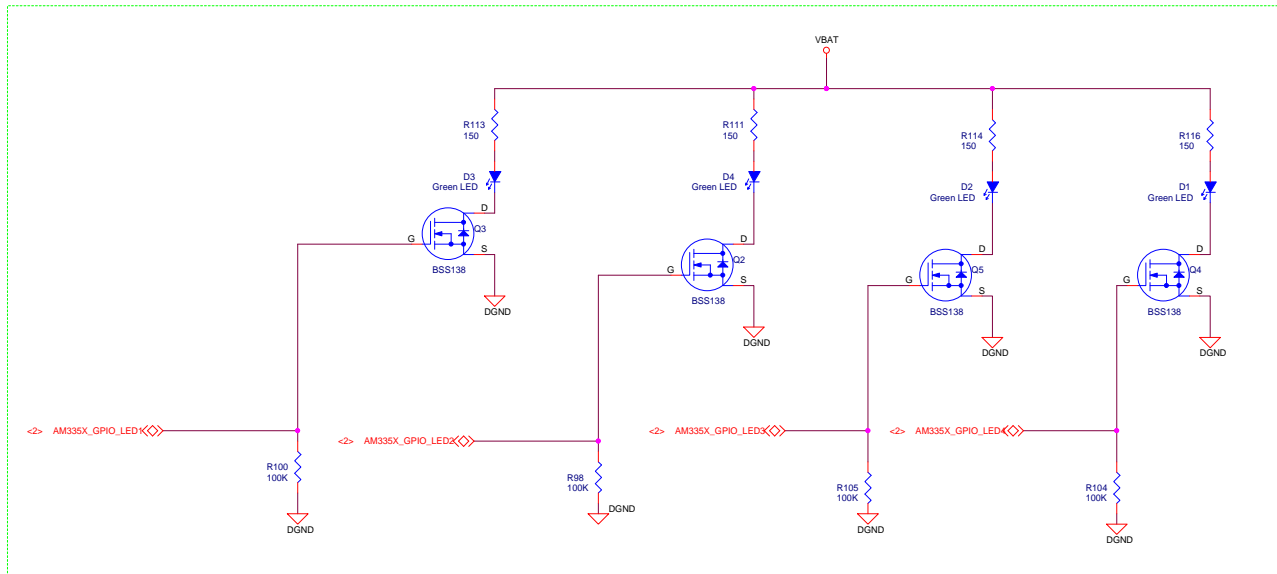 VBAT
R113
150
R111
150
R114
150
R116
150
D3
Green LED
D4
Green LED
D2
Green LED
D1
Green LED
D
G
Q3
S
BSS138
DGND
D
G
Q2
S
BSS138
DGND
D
G
Q5
S
BSS138
DGND
D
G
Q4
S
BSS138
DGND
<2> AM335X_GPIO_LED1
<2> AM335X_GPIO_LED2
<2> AM335X_GPIO_LED3
<2> AM335X_GPIO_LED4
R100
100K
DGND
R98
100K
DGND
R105
100K
DGND
R104
100K
DGND